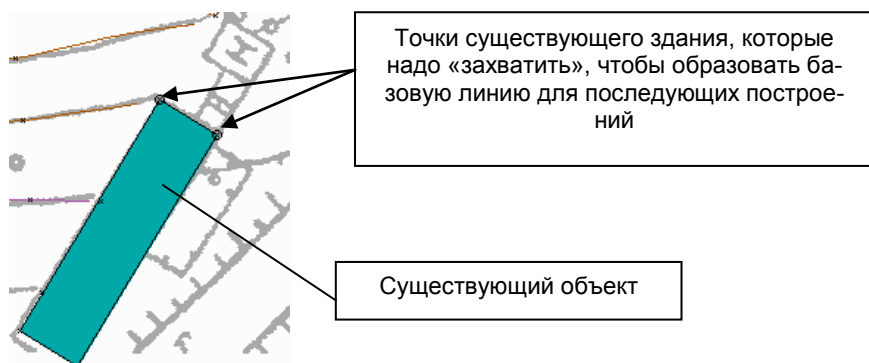 Точки существующего здания, которые
надо «захватить», чтобы образовать ба-
зовую линию для последующих построе-
ний
Существующий объект